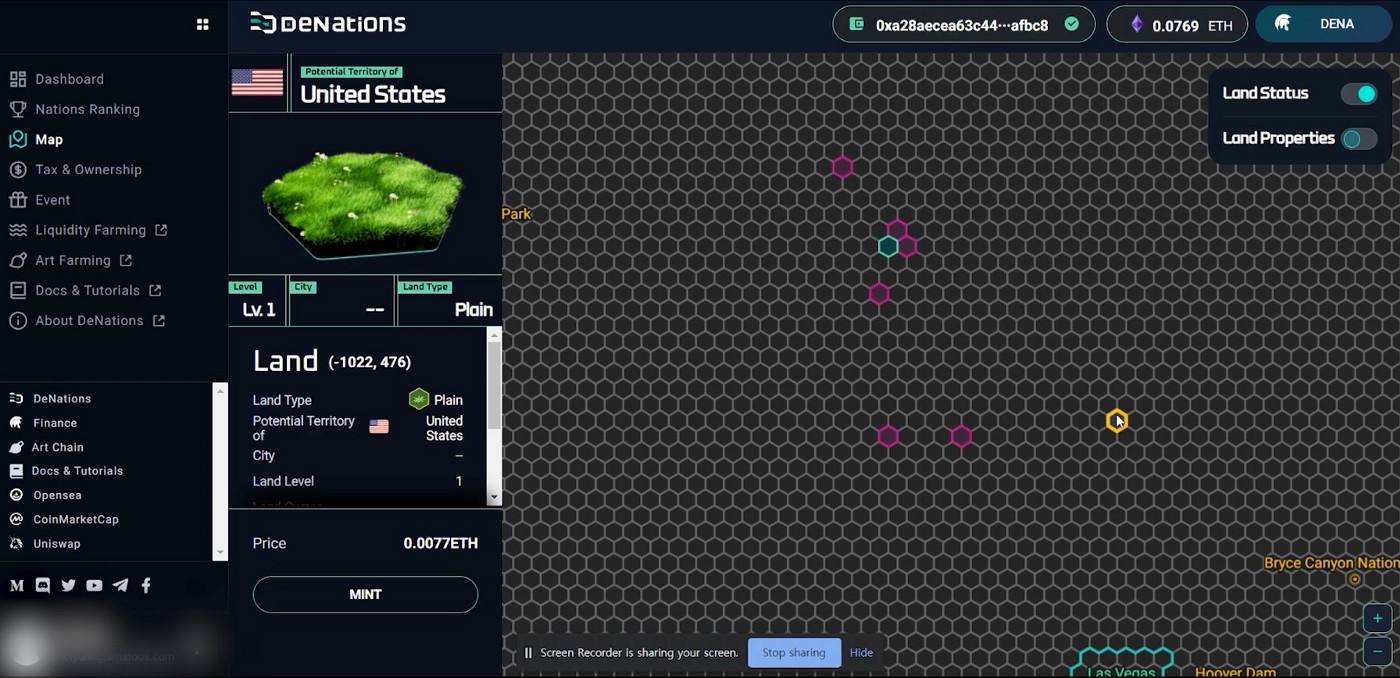 DeNations
0xa28aecea63c44···afbc8
0.0769 ETH
DENA
Dashboard
Nations Ranking
Map
Tax & Ownership
Event
Liquidity Farming
Art Farming
Docs & Tutorials
About DeNations
DeNations
Finance
Art Chain
Docs & Tutorials
Opensea
CoinMarketCap
Uniswap
Potential Territory of
United States
Level
Lv. 1
City
--
Land Type
Plain
Land (-1022, 476)
Land Type Plain
Potential Territory of United States
City --
Land Level 1
Price 0.0077ETH
MINT
Land Status
Land Properties
Park
Bryce Canyon Nation
Las Vegas
Hoover Dam
+
−
Screen Recorder is sharing your screen.
Stop sharing
Hide